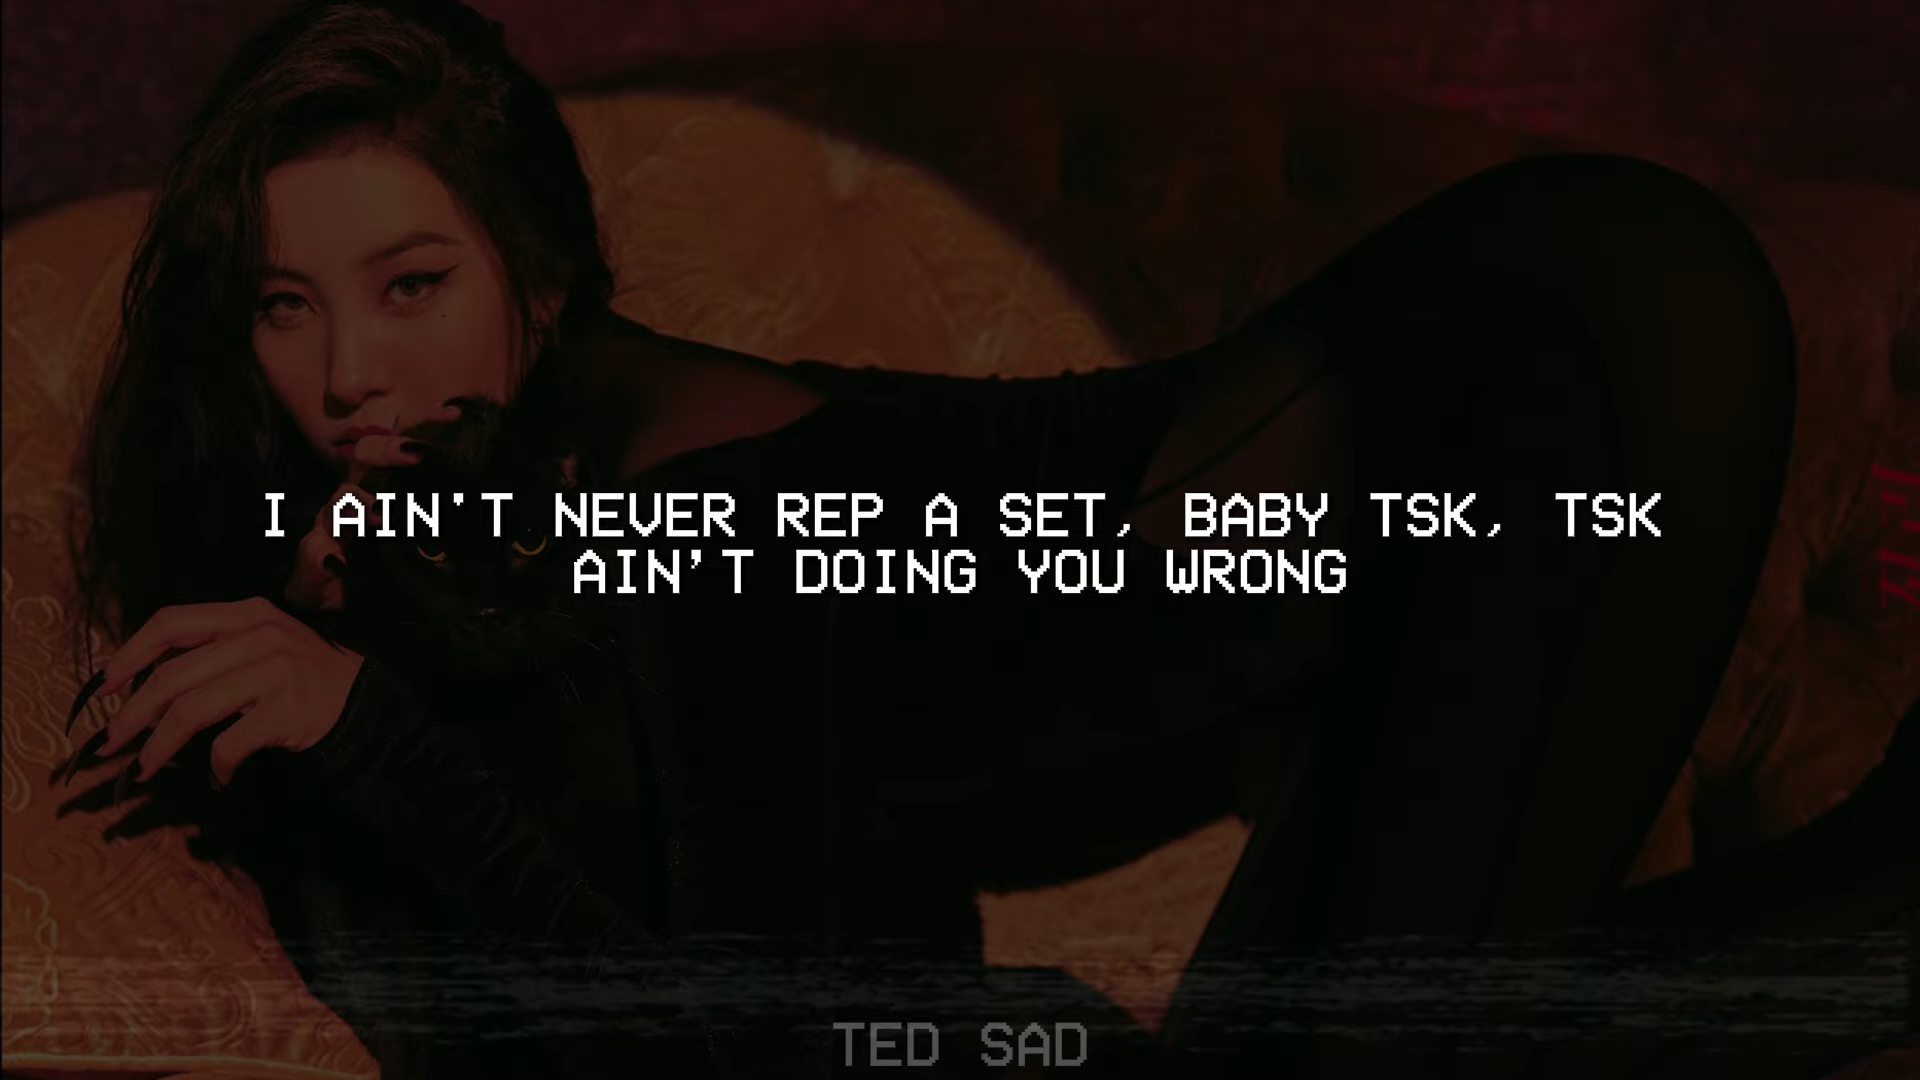 I AIN'T NEVER REP A SET, BABY TSK, TSK
AIN'T DOING YOU WRONG
TED SAD